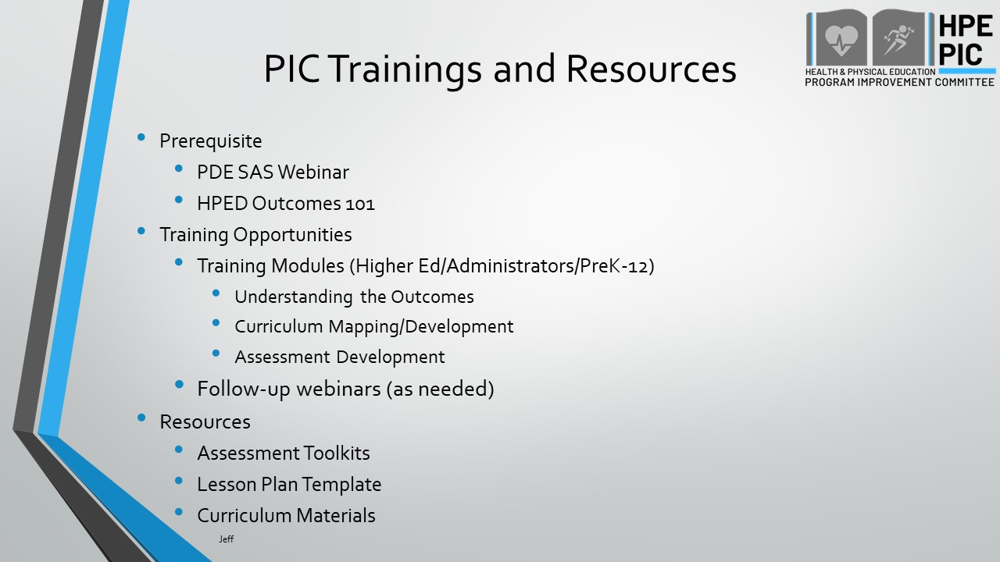 HPE
PIC
HEALTH & PHYSICAL EDUCATION
PROGRAM IMPROVEMENT COMMITTEE
PIC Trainings and Resources
• Prerequisite
• PDE SAS Webinar
• HPED Outcomes 101
• Training Opportunities
• Training Modules (Higher Ed/Administrators/PreK-12)
• Understanding the Outcomes
• Curriculum Mapping/Development
• Assessment Development
• Follow-up webinars (as needed)
• Resources
• Assessment Toolkits
• Lesson Plan Template
• Curriculum Materials
Jeff